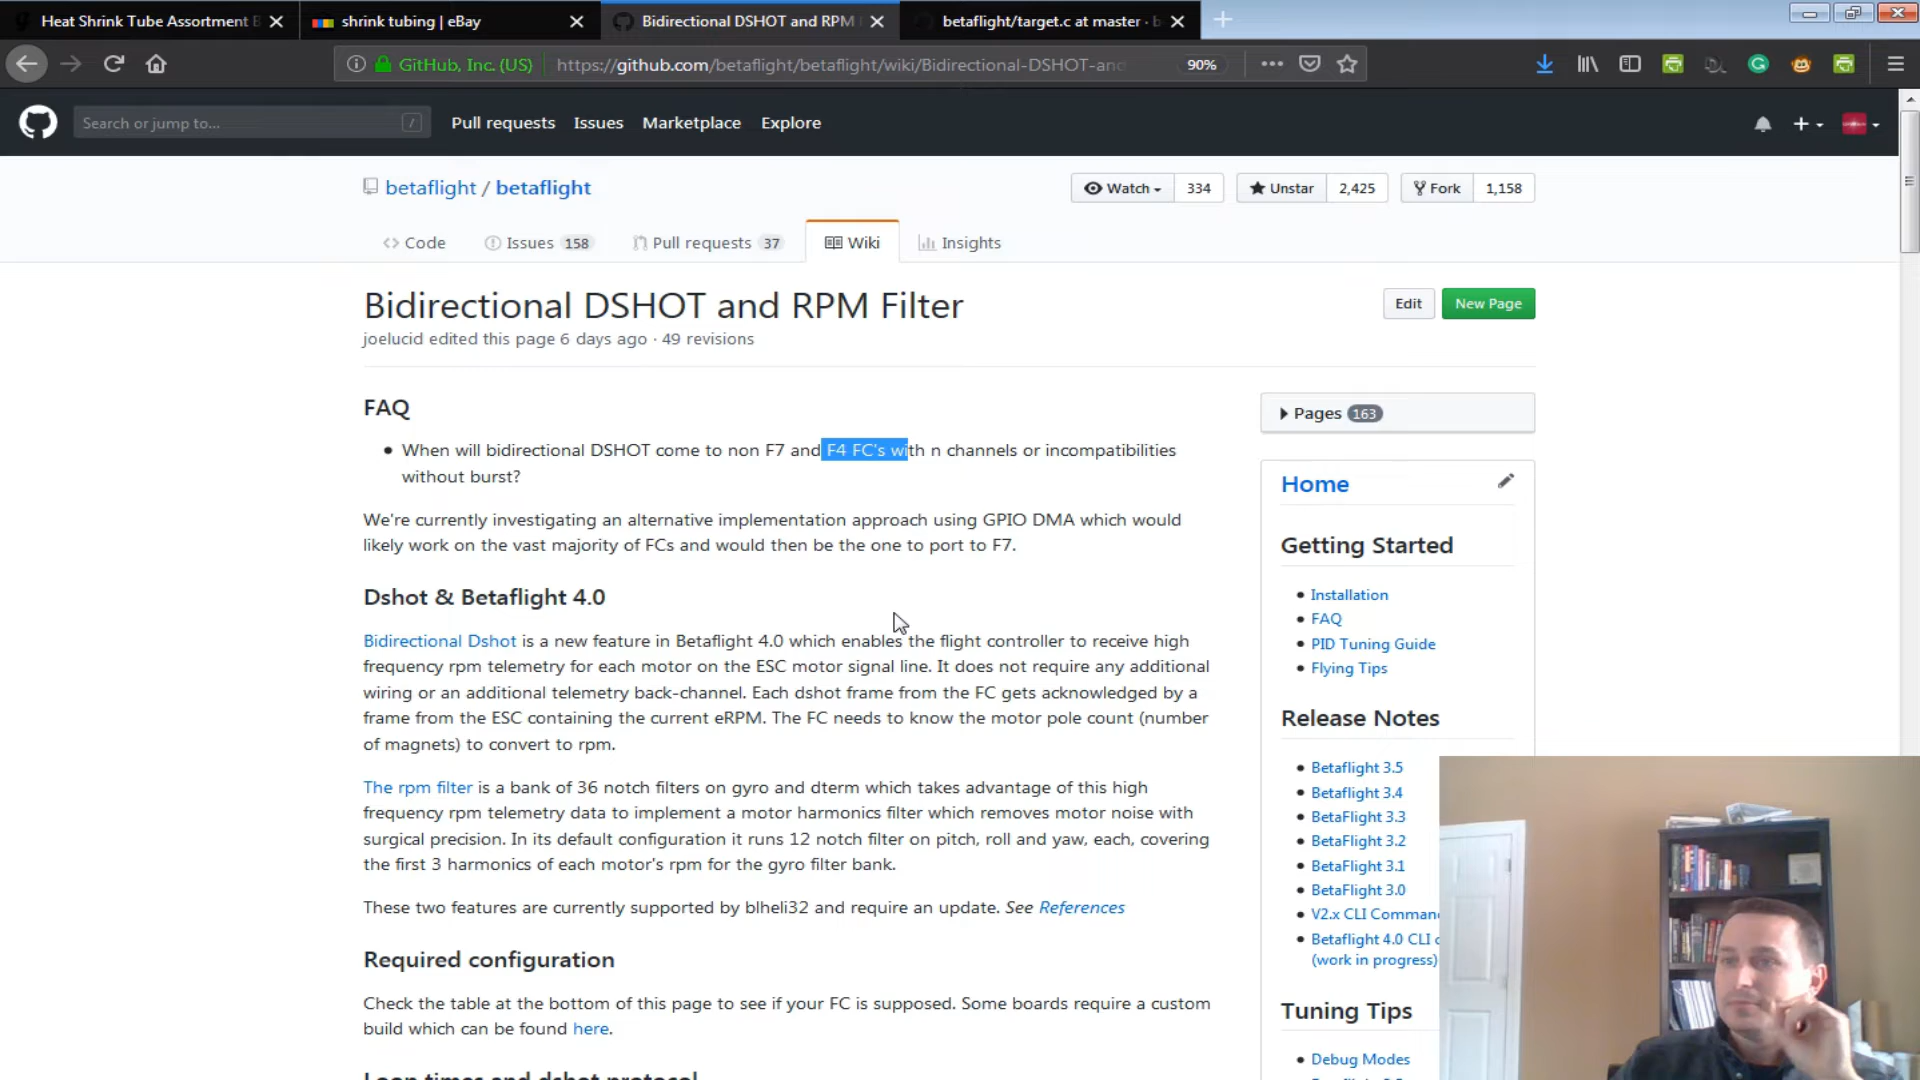 Heat Shrink Tube Assortment B
shrink tubing | eBay
Bidirectional DSHOT and RPM
betaflight/target.c at master · b
GitHub, Inc. (US)
https://github.com/betaflight/betaflight/wiki/Bidirectional-DSHOT-and
90%
Search or jump to...
/
Pull requests
Issues
Marketplace
Explore
betaflight / betaflight
Watch
334
Unstar
2,425
Fork
1,158
Code
Issues 158
Pull requests 37
Wiki
Insights
Bidirectional DSHOT and RPM Filter
Edit
New Page
joelucid edited this page 6 days ago · 49 revisions
FAQ
When will bidirectional DSHOT come to non F7 and F4 FC's with n channels or incompatibilities
without burst?
We're currently investigating an alternative implementation approach using GPIO DMA which would
likely work on the vast majority of FCs and would then be the one to port to F7.
Dshot & Betaflight 4.0
Bidirectional Dshot is a new feature in Betaflight 4.0 which enables the flight controller to receive high
frequency rpm telemetry for each motor on the ESC motor signal line. It does not require any additional
wiring or an additional telemetry back-channel. Each dshot frame from the FC gets acknowledged by a
frame from the ESC containing the current eRPM. The FC needs to know the motor pole count (number
of magnets) to convert to rpm.
The rpm filter is a bank of 36 notch filters on gyro and dterm which takes advantage of this high
frequency rpm telemetry data to implement a motor harmonics filter which removes motor noise with
surgical precision. In its default configuration it runs 12 notch filter on pitch, roll and yaw, each, covering
the first 3 harmonics of each motor's rpm for the gyro filter bank.
These two features are currently supported by blheli32 and require an update. See References
Required configuration
Check the table at the bottom of this page to see if your FC is supposed. Some boards require a custom
build which can be found here.
Loop times and dshot protocol
Pages 163
Home
Getting Started
Installation
FAQ
PID Tuning Guide
Flying Tips
Release Notes
Betaflight 3.5
Betaflight 3.4
BetaFlight 3.3
BetaFlight 3.2
BetaFlight 3.1
BetaFlight 3.0
V2.x CLI Comman
Betaflight 4.0 CLI c
(work in progress)
Tuning Tips
Debug Modes